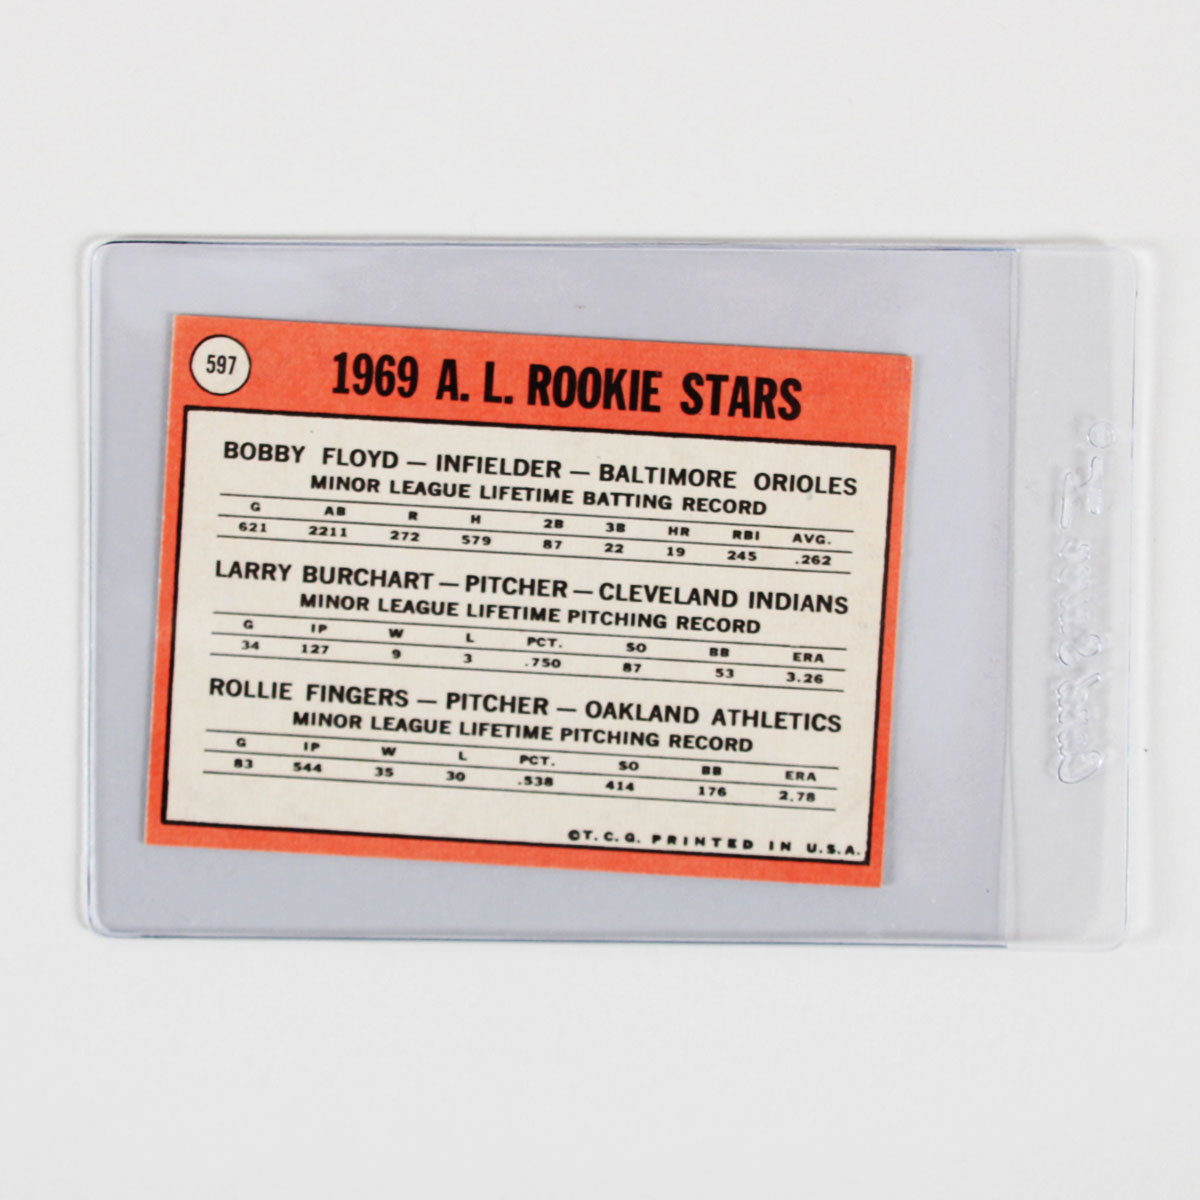 597
1969 A. L. ROOKIE STARS
BOBBY FLOYD — INFIELDER — BALTIMORE ORIOLES
MINOR LEAGUE LIFETIME BATTING RECORD
G AB R H 2B 3B HR RBI AVG.
621 2211 272 579 87 22 19 245 .262
LARRY BURCHART — PITCHER — CLEVELAND INDIANS
MINOR LEAGUE LIFETIME PITCHING RECORD
G IP W L PCT. SO BB ERA
34 127 9 3 .750 87 53 3.26
ROLLIE FINGERS — PITCHER — OAKLAND ATHLETICS
MINOR LEAGUE LIFETIME PITCHING RECORD
G IP W L PCT. SO BB ERA
83 544 35 30 .538 414 176 2.78
©T. C. G. PRINTED IN U.S.A.